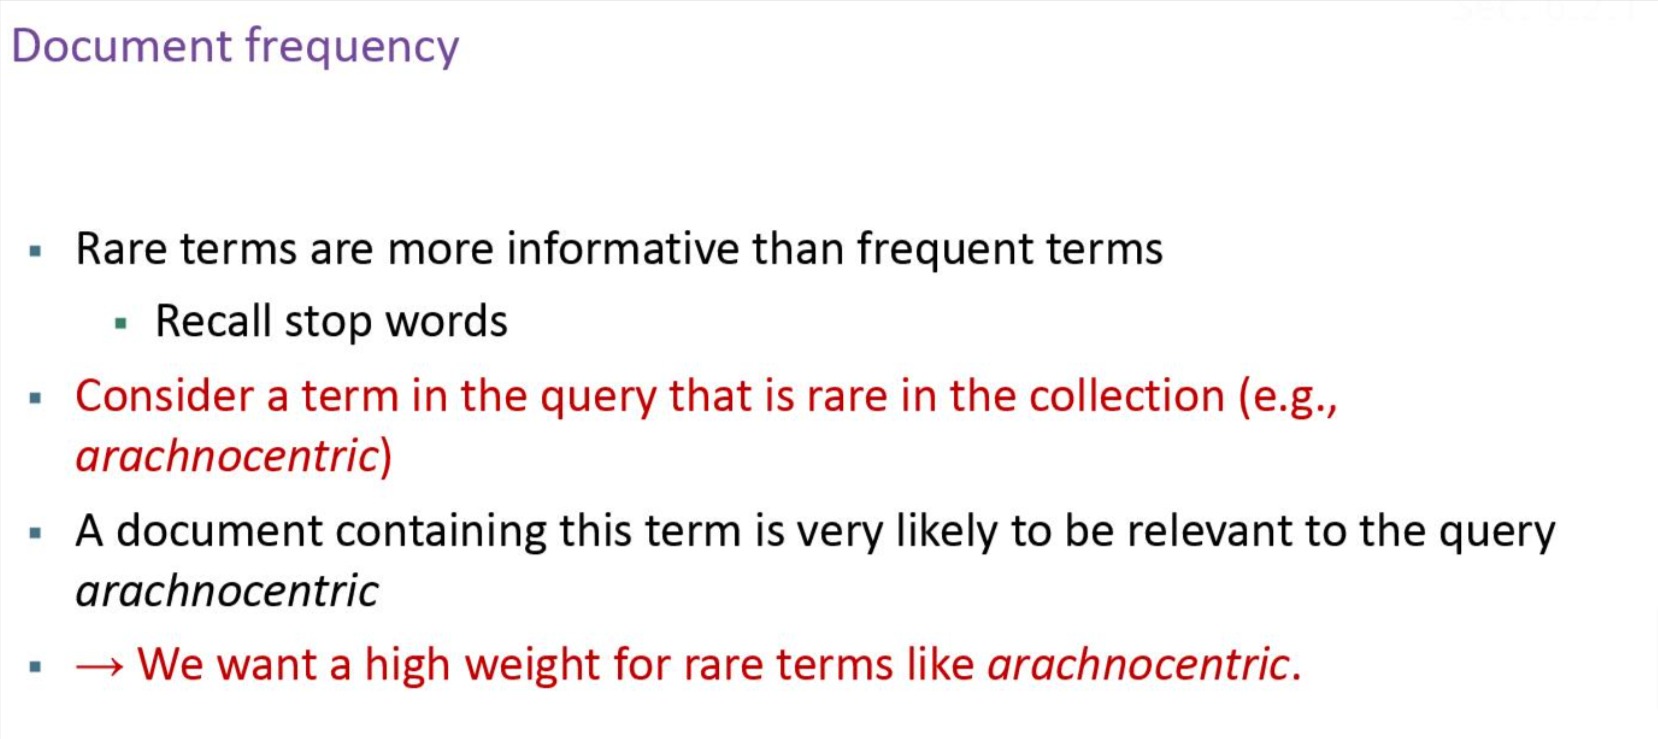 Document frequency
▪ Rare terms are more informative than frequent terms
▪ Recall stop words
▪ Consider a term in the query that is rare in the collection (e.g.,
arachnocentric)
▪ A document containing this term is very likely to be relevant to the query
arachnocentric
▪ → We want a high weight for rare terms like arachnocentric.